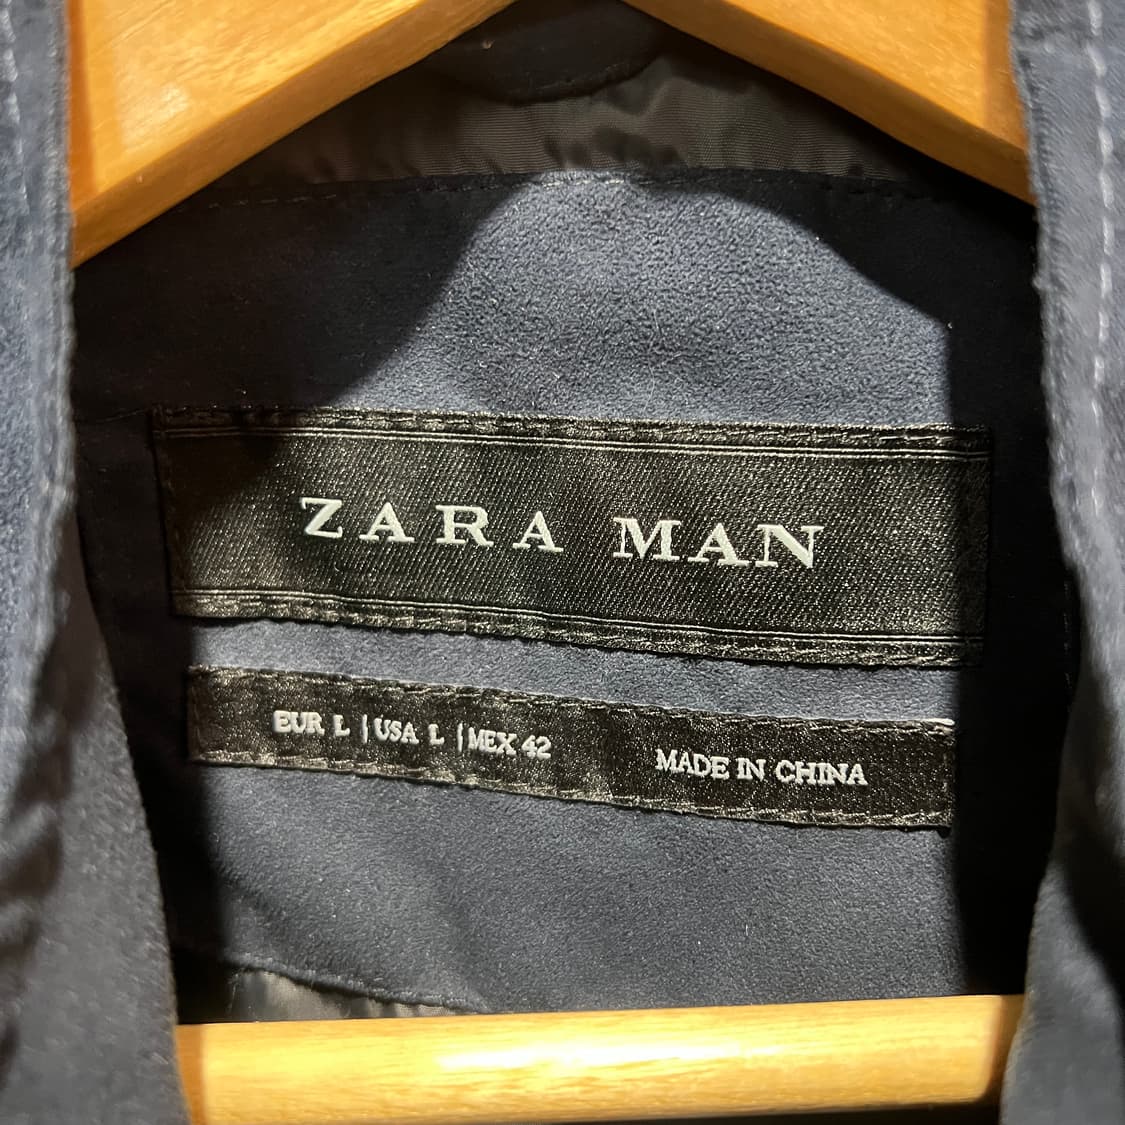 ZARA MAN
EUR L | USA L | MEX 42 MADE IN CHINA